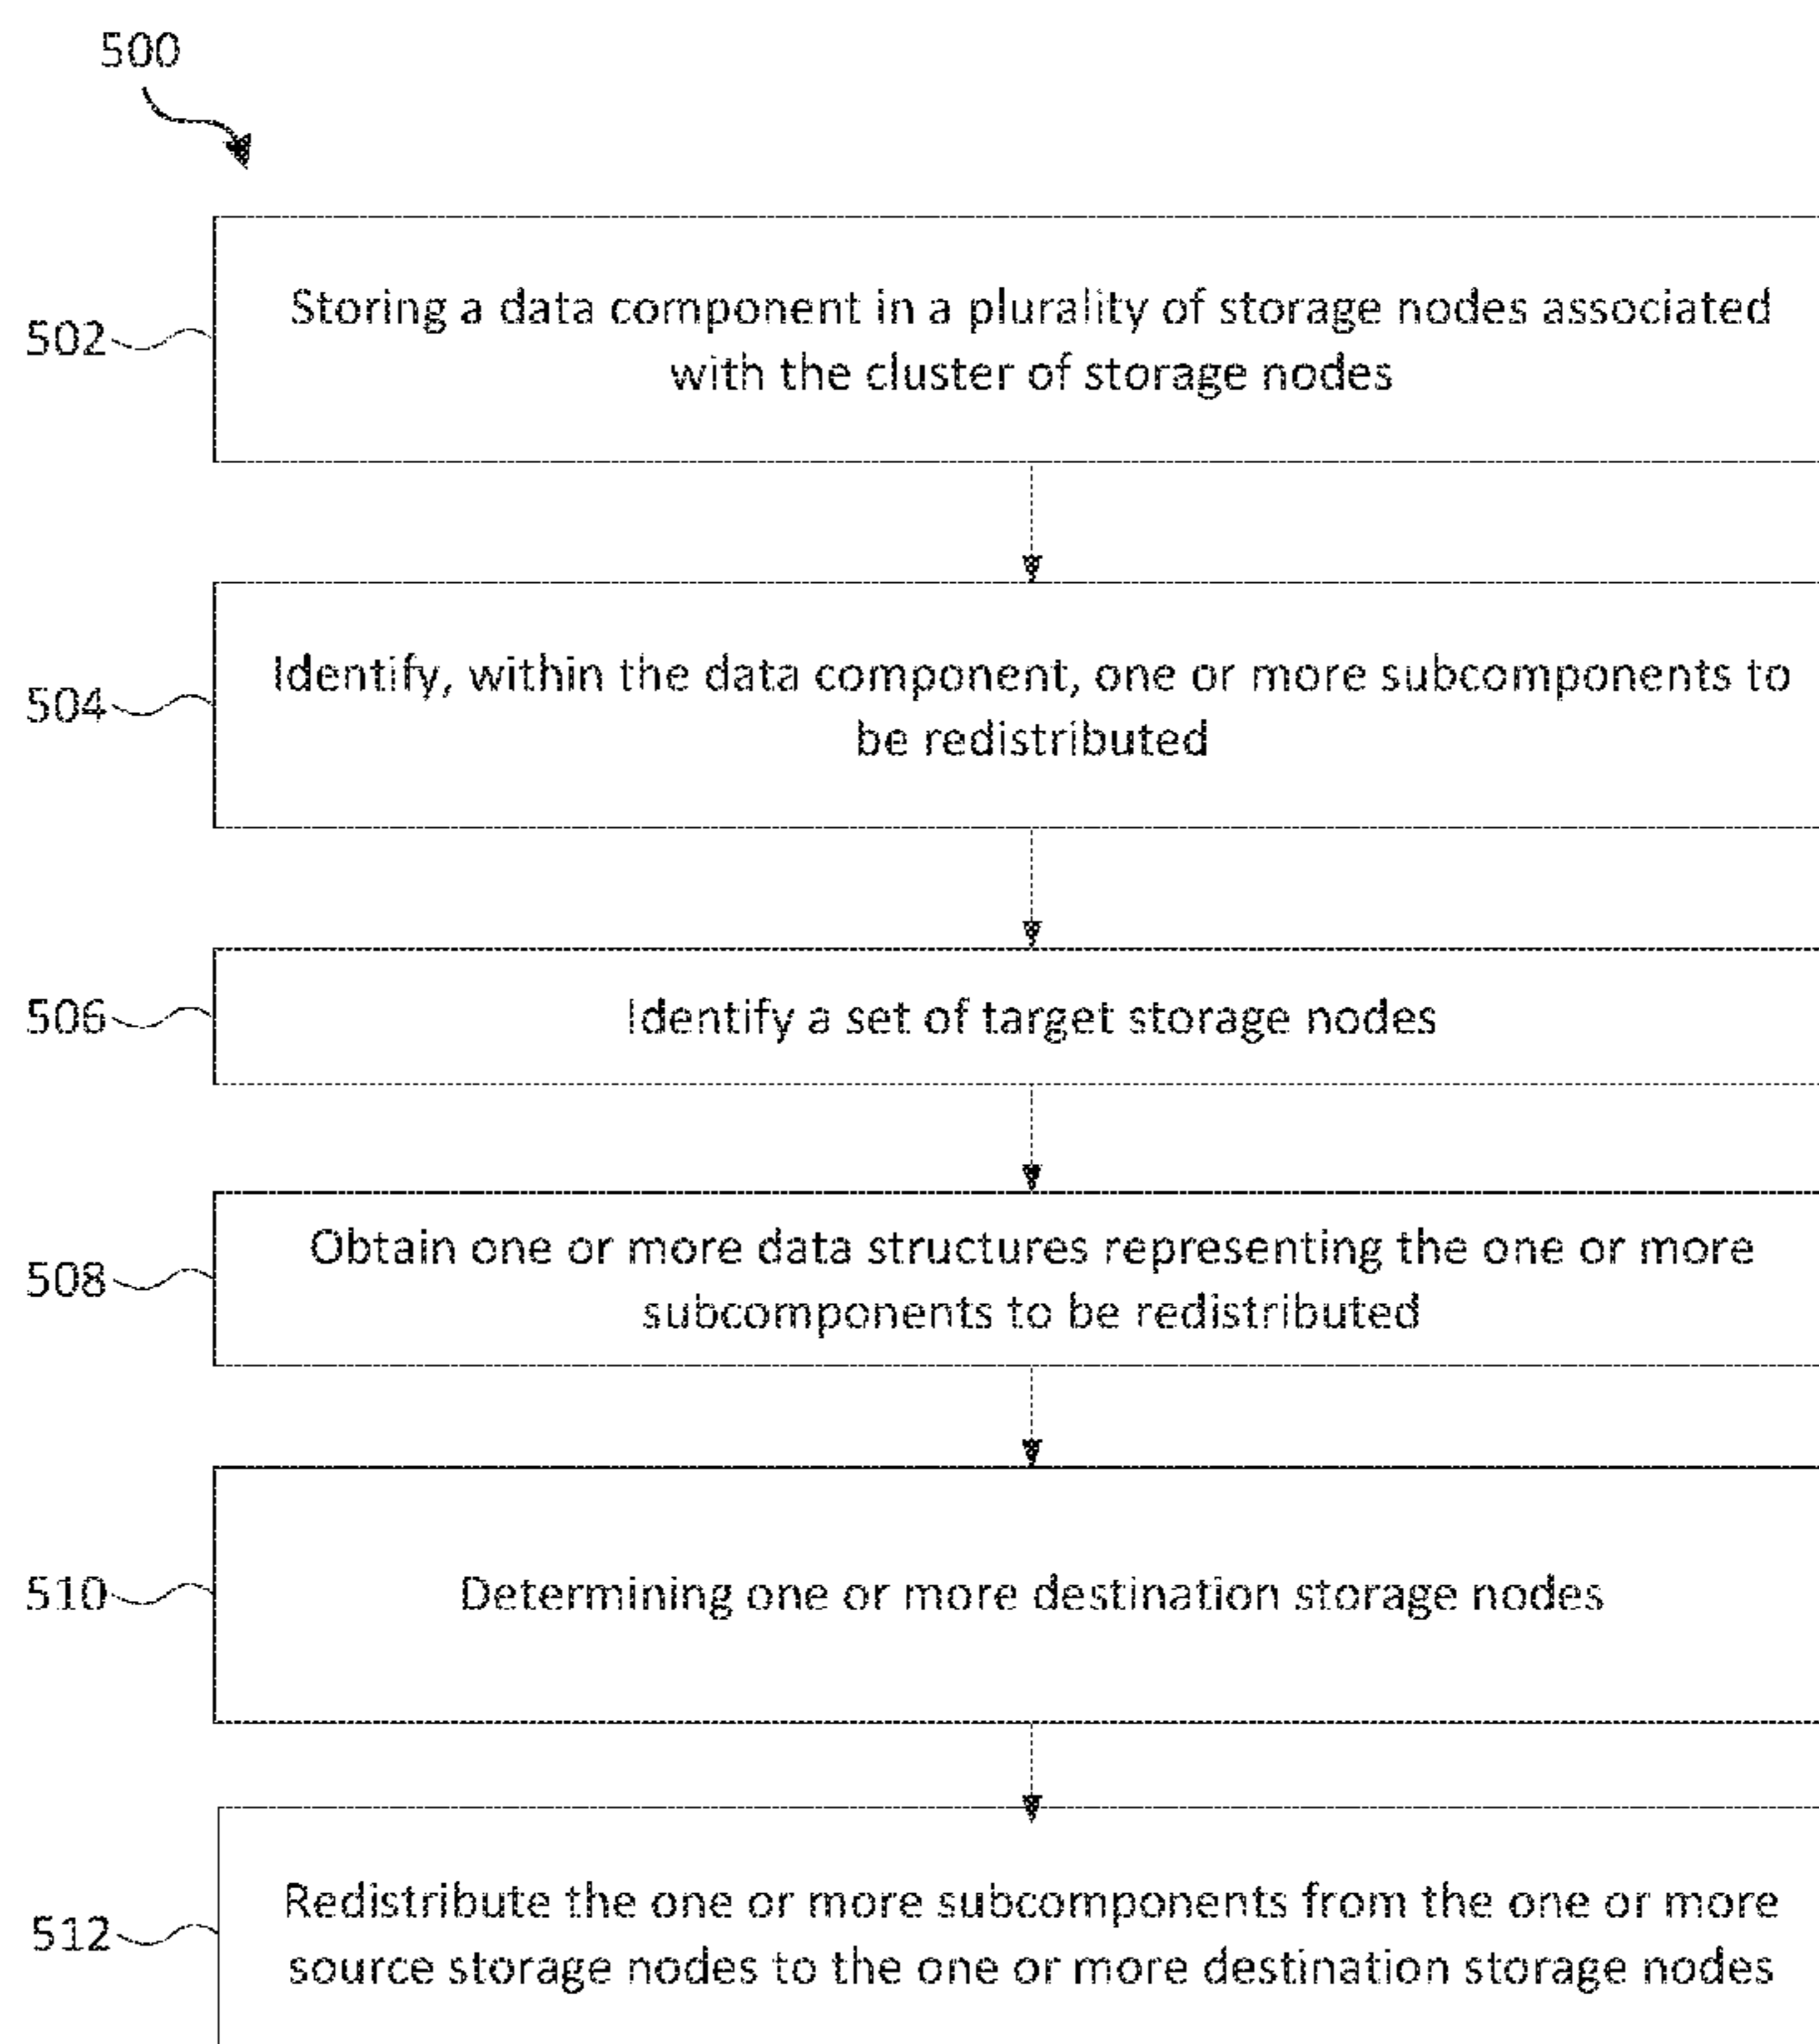 500
502
Storing a data component in a plurality of storage nodes associated
with the cluster of storage nodes
504
Identify, within the data component, one or more subcomponents to
be redistributed
506
Identify a set of target storage nodes
508
Obtain one or more data structures representing the one or more
subcomponents to be redistributed
510
Determining one or more destination storage nodes
512
Redistribute the one or more subcomponents from the one or more
source storage nodes to the one or more destination storage nodes